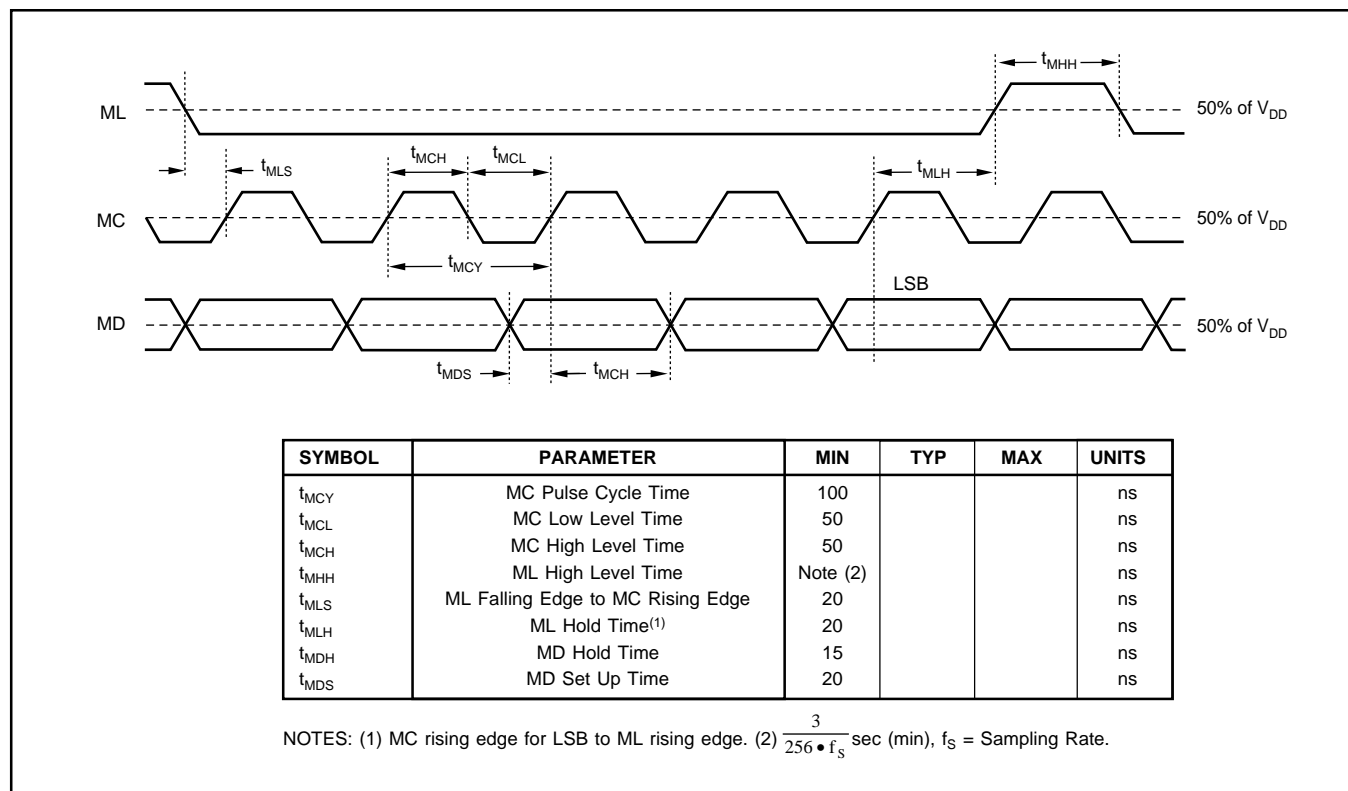 t_MHH
ML
50% of V_DD
t_MLS
t_MCH
t_MCL
t_MLH
MC
50% of V_DD
t_MCY
LSB
MD
50% of V_DD
t_MDS
t_MCH
SYMBOL PARAMETER MIN TYP MAX UNITS
t_MCY MC Pulse Cycle Time 100 ns
t_MCL MC Low Level Time 50 ns
t_MCH MC High Level Time 50 ns
t_MHH ML High Level Time Note (2) ns
t_MLS ML Falling Edge to MC Rising Edge 20 ns
t_MLH ML Hold Time(1) 20 ns
t_MDH MD Hold Time 15 ns
t_MDS MD Set Up Time 20 ns
NOTES: (1) MC rising edge for LSB to ML rising edge. (2) 3 / 256 • f_S sec (min), f_S = Sampling Rate.